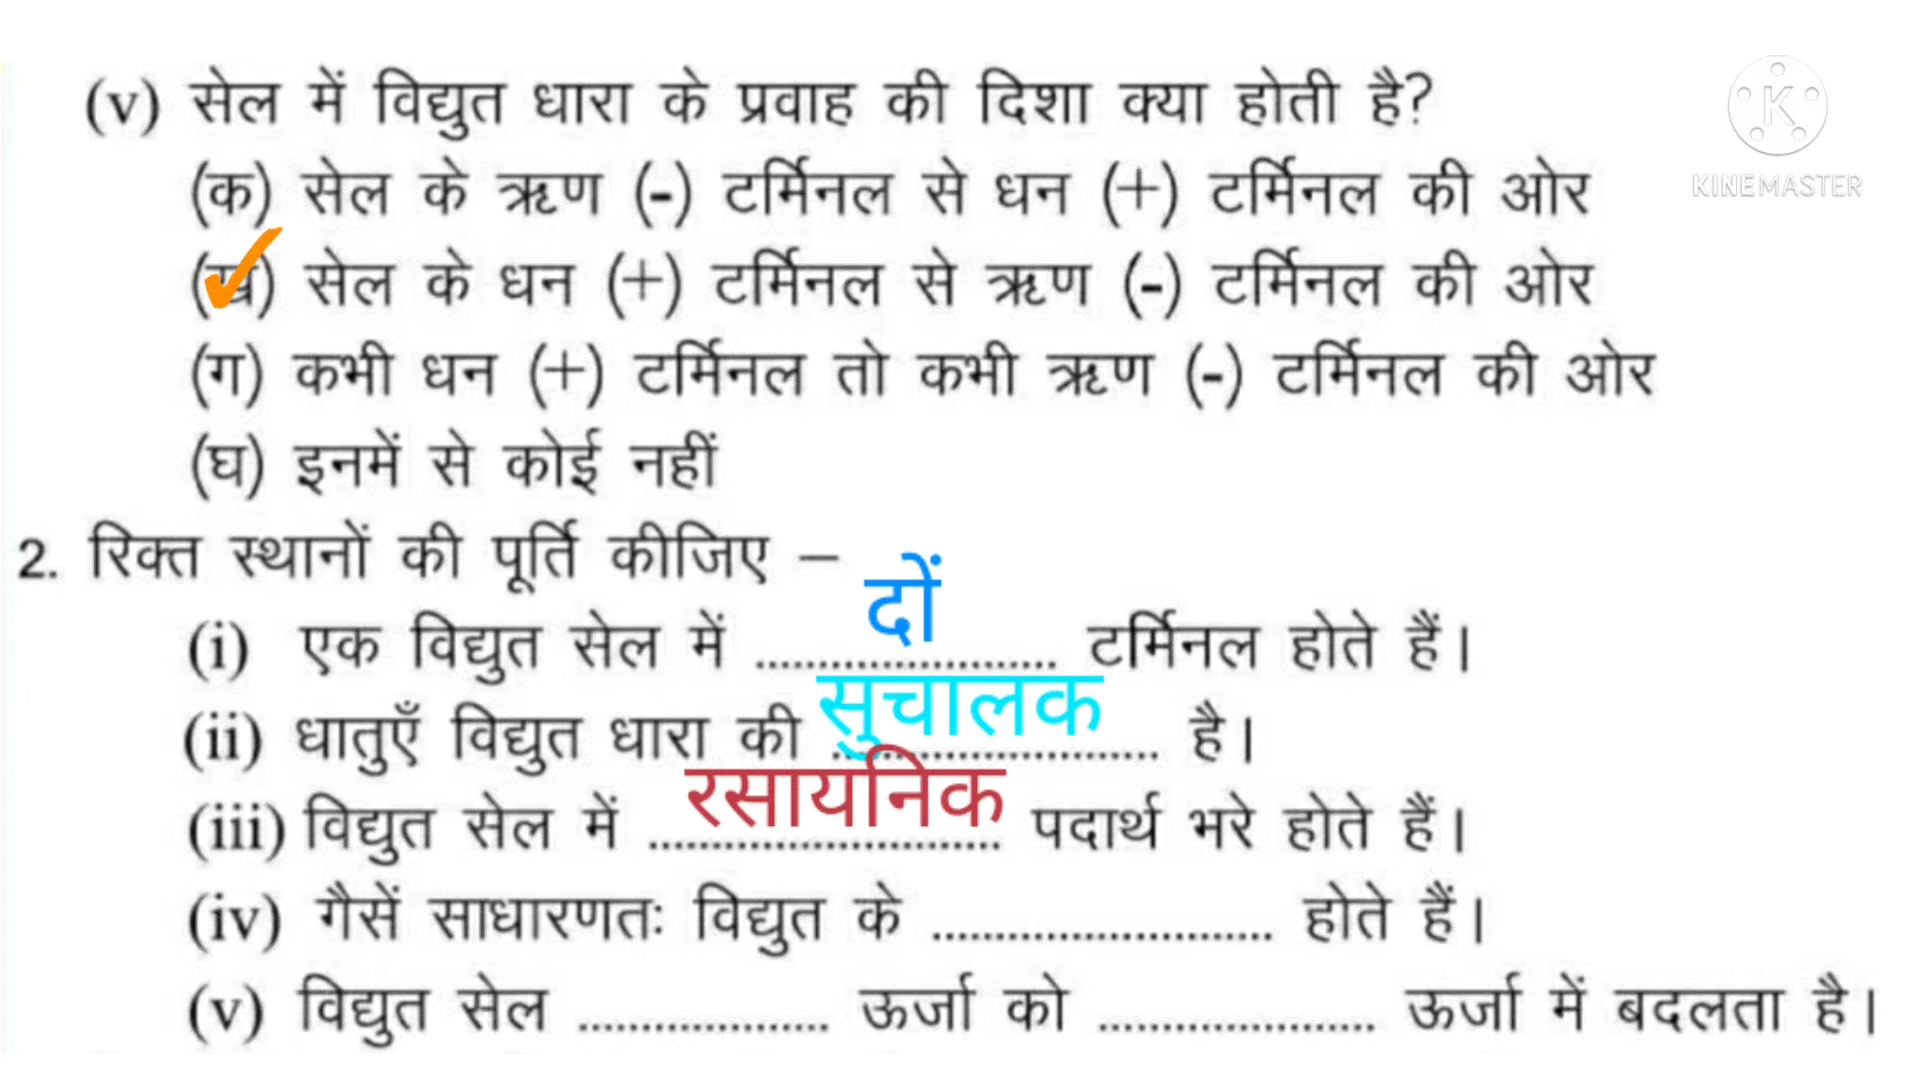 (v) सेल में विद्युत धारा के प्रवाह की दिशा क्या होती है?
K
KINEMASTER
(क) सेल के ऋण (-) टर्मिनल से धन (+) टर्मिनल की ओर
✓
(ख) सेल के धन (+) टर्मिनल से ऋण (-) टर्मिनल की ओर
(ग) कभी धन (+) टर्मिनल तो कभी ऋण (-) टर्मिनल की ओर
(घ) इनमें से कोई नहीं
2. रिक्त स्थानों की पूर्ति कीजिए –
(i) एक विद्युत सेल में ...दों... टर्मिनल होते हैं।
(ii) धातुएँ विद्युत धारा की ...सुचालक... है।
(iii) विद्युत सेल में ...रसायनिक... पदार्थ भरे होते हैं।
(iv) गैसें साधारणतः विद्युत के ........................... होते हैं।
(v) विद्युत सेल .................... ऊर्जा को ...................... ऊर्जा में बदलता है।